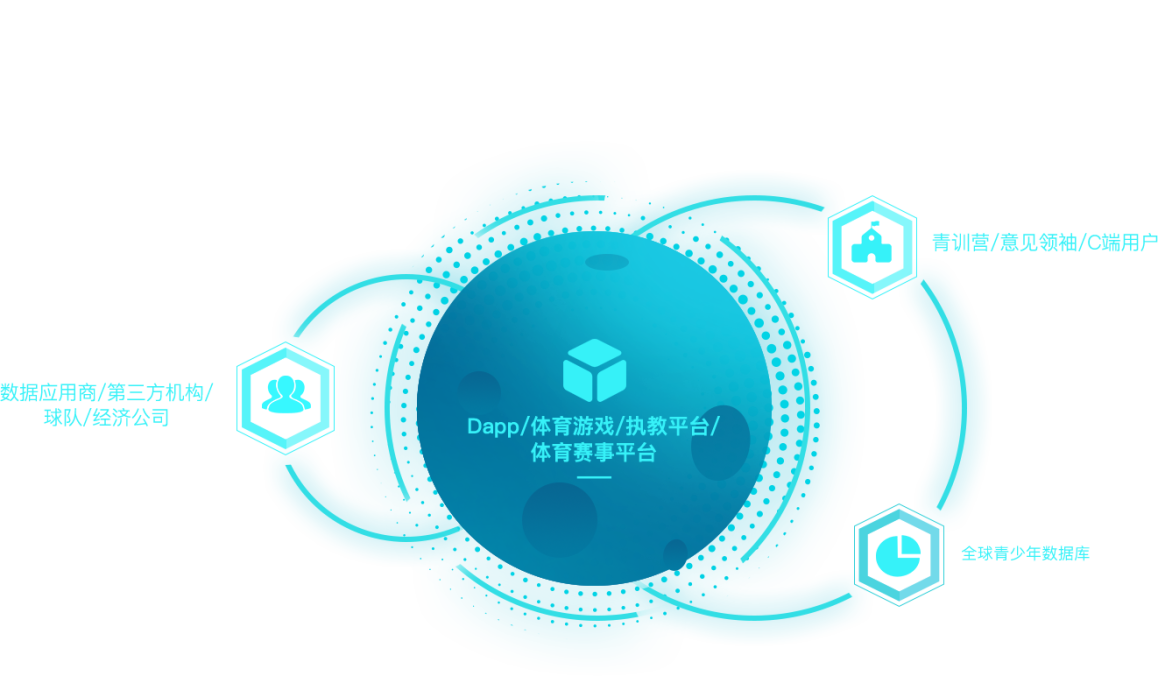 青训营/意见领袖/C端用户
数据应用商/第三方机构/
球队/经济公司
Dapp/体育游戏/执教平台/
体育赛事平台
全球青少年数据库